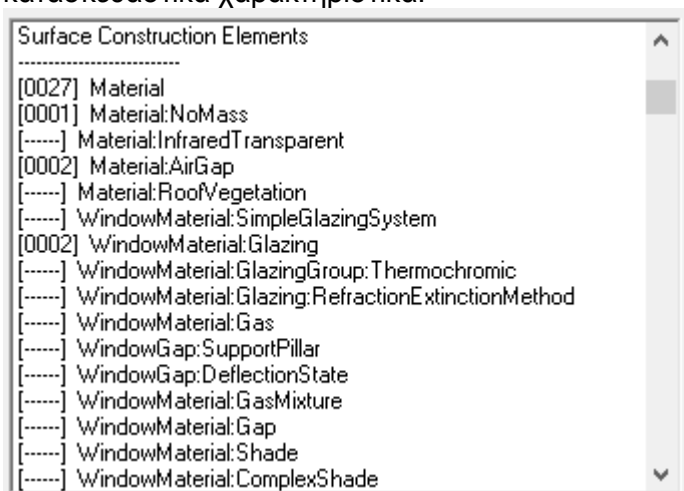 κατασκευαστικά χαρακτηριστικά.
Surface Construction Elements
---------------------------
[0027] Material
[0001] Material:NoMass
[------] Material:InfraredTransparent
[0002] Material:AirGap
[------] Material:RoofVegetation
[------] WindowMaterial:SimpleGlazingSystem
[0002] WindowMaterial:Glazing
[------] WindowMaterial:GlazingGroup:Thermochromic
[------] WindowMaterial:Glazing:RefractionExtinctionMethod
[------] WindowMaterial:Gas
[------] WindowGap:SupportPillar
[------] WindowGap:DeflectionState
[------] WindowMaterial:GasMixture
[------] WindowMaterial:Gap
[------] WindowMaterial:Shade
[------] WindowMaterial:ComplexShade